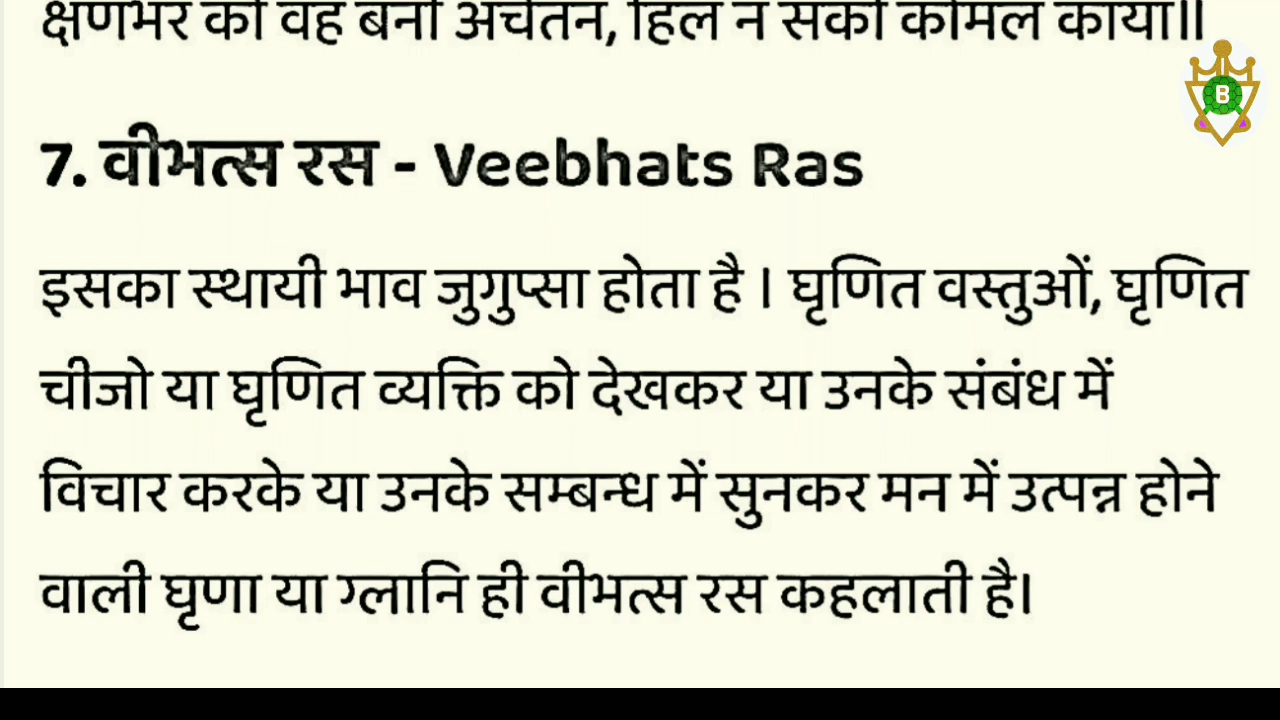 क्षणभर को वह बनी अचेतन, हिल न सकी कोमल काया॥
B
7. वीभत्स रस - Veebhats Ras
इसका स्थायी भाव जुगुप्सा होता है । घृणित वस्तुओं, घृणित
चीजो या घृणित व्यक्ति को देखकर या उनके संबंध में
विचार करके या उनके सम्बन्ध में सुनकर मन में उत्पन्न होने
वाली घृणा या ग्लानि ही वीभत्स रस कहलाती है।